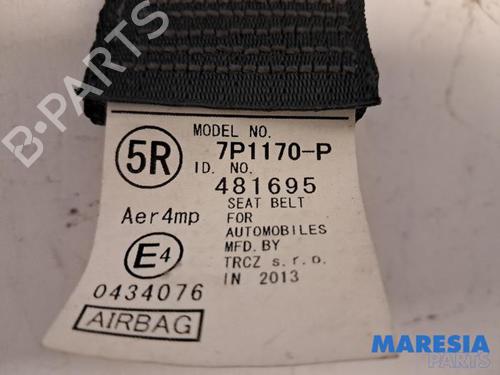 B-PARTS
MODEL NO.
5R
7P1170-P
ID. NO.
481695
SEAT BELT
Aer4mp
FOR
AUTOMOBILES
E4
MFD. BY
TRCZ s.r.o.
0434076
IN 2013
AIRBAG
MARESIA
PARTS